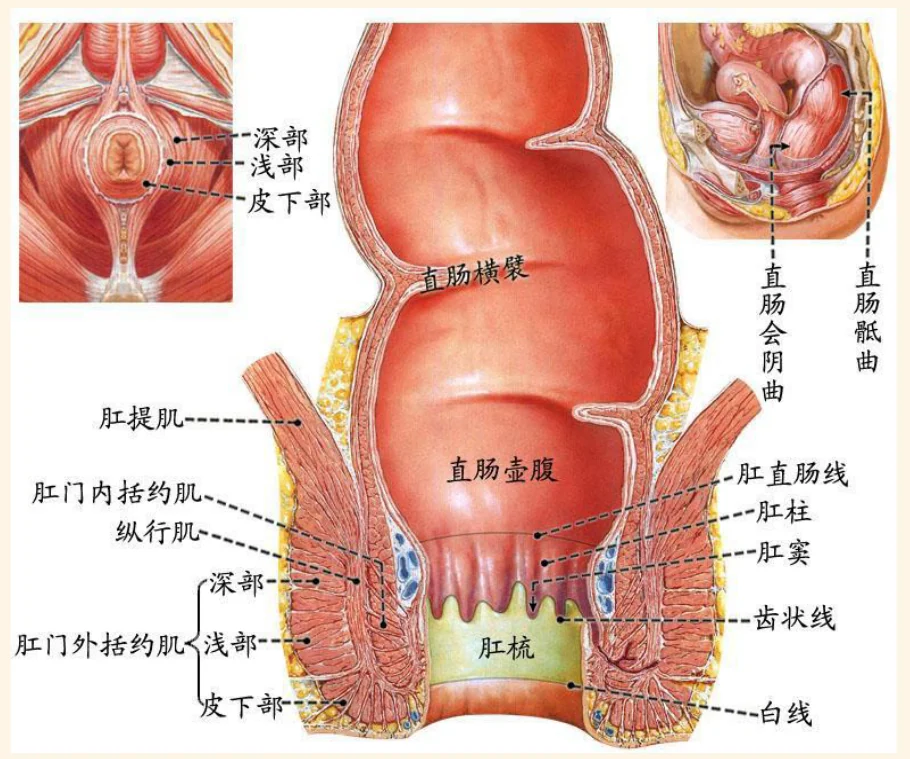 深部
浅部
皮下部
直肠会阴曲
直肠骶曲
直肠横襞
肛提肌
直肠壶腹
肛直肠线
肛门内括约肌
肛柱
纵行肌
肛窦
深部
齿状线
肛门外括约肌
浅部
肛梳
皮下部
白线